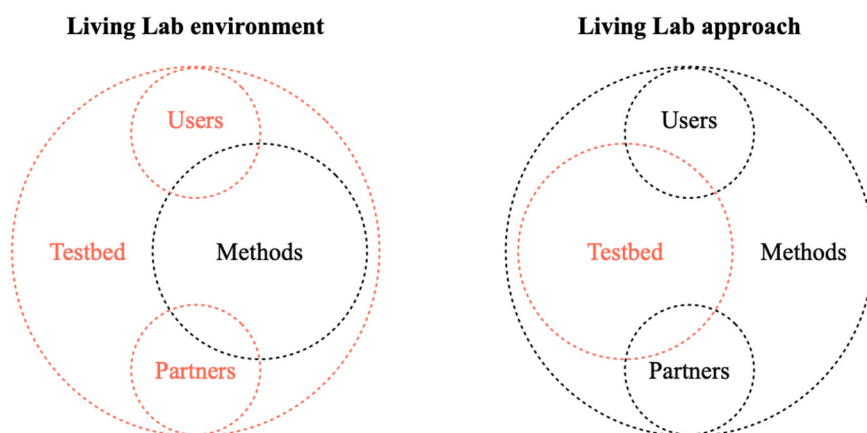 Living Lab environment
Users
Testbed
Methods
Partners
Living Lab approach
Users
Testbed
Methods
Partners